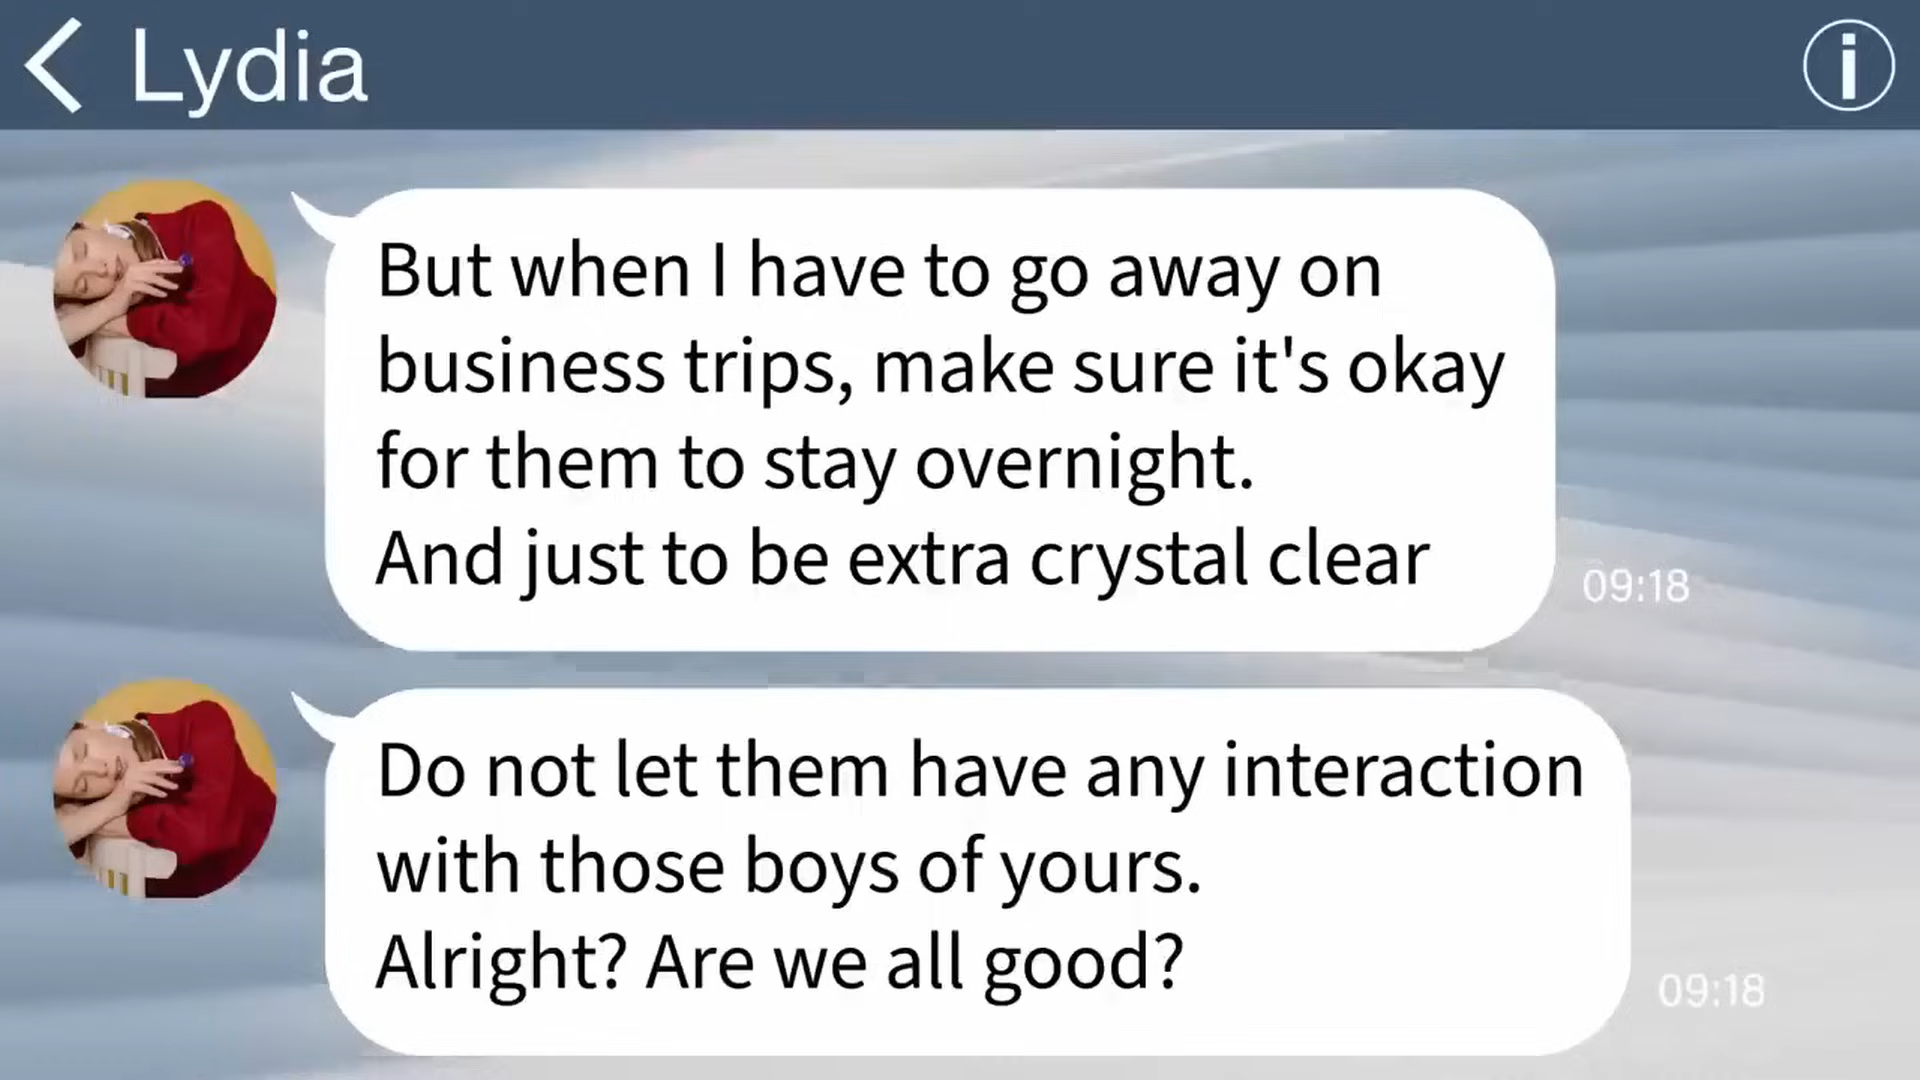 Lydia
But when I have to go away on
business trips, make sure it's okay
for them to stay overnight.
And just to be extra crystal clear
09:18
Do not let them have any interaction
with those boys of yours.
Alright? Are we all good?
09:18